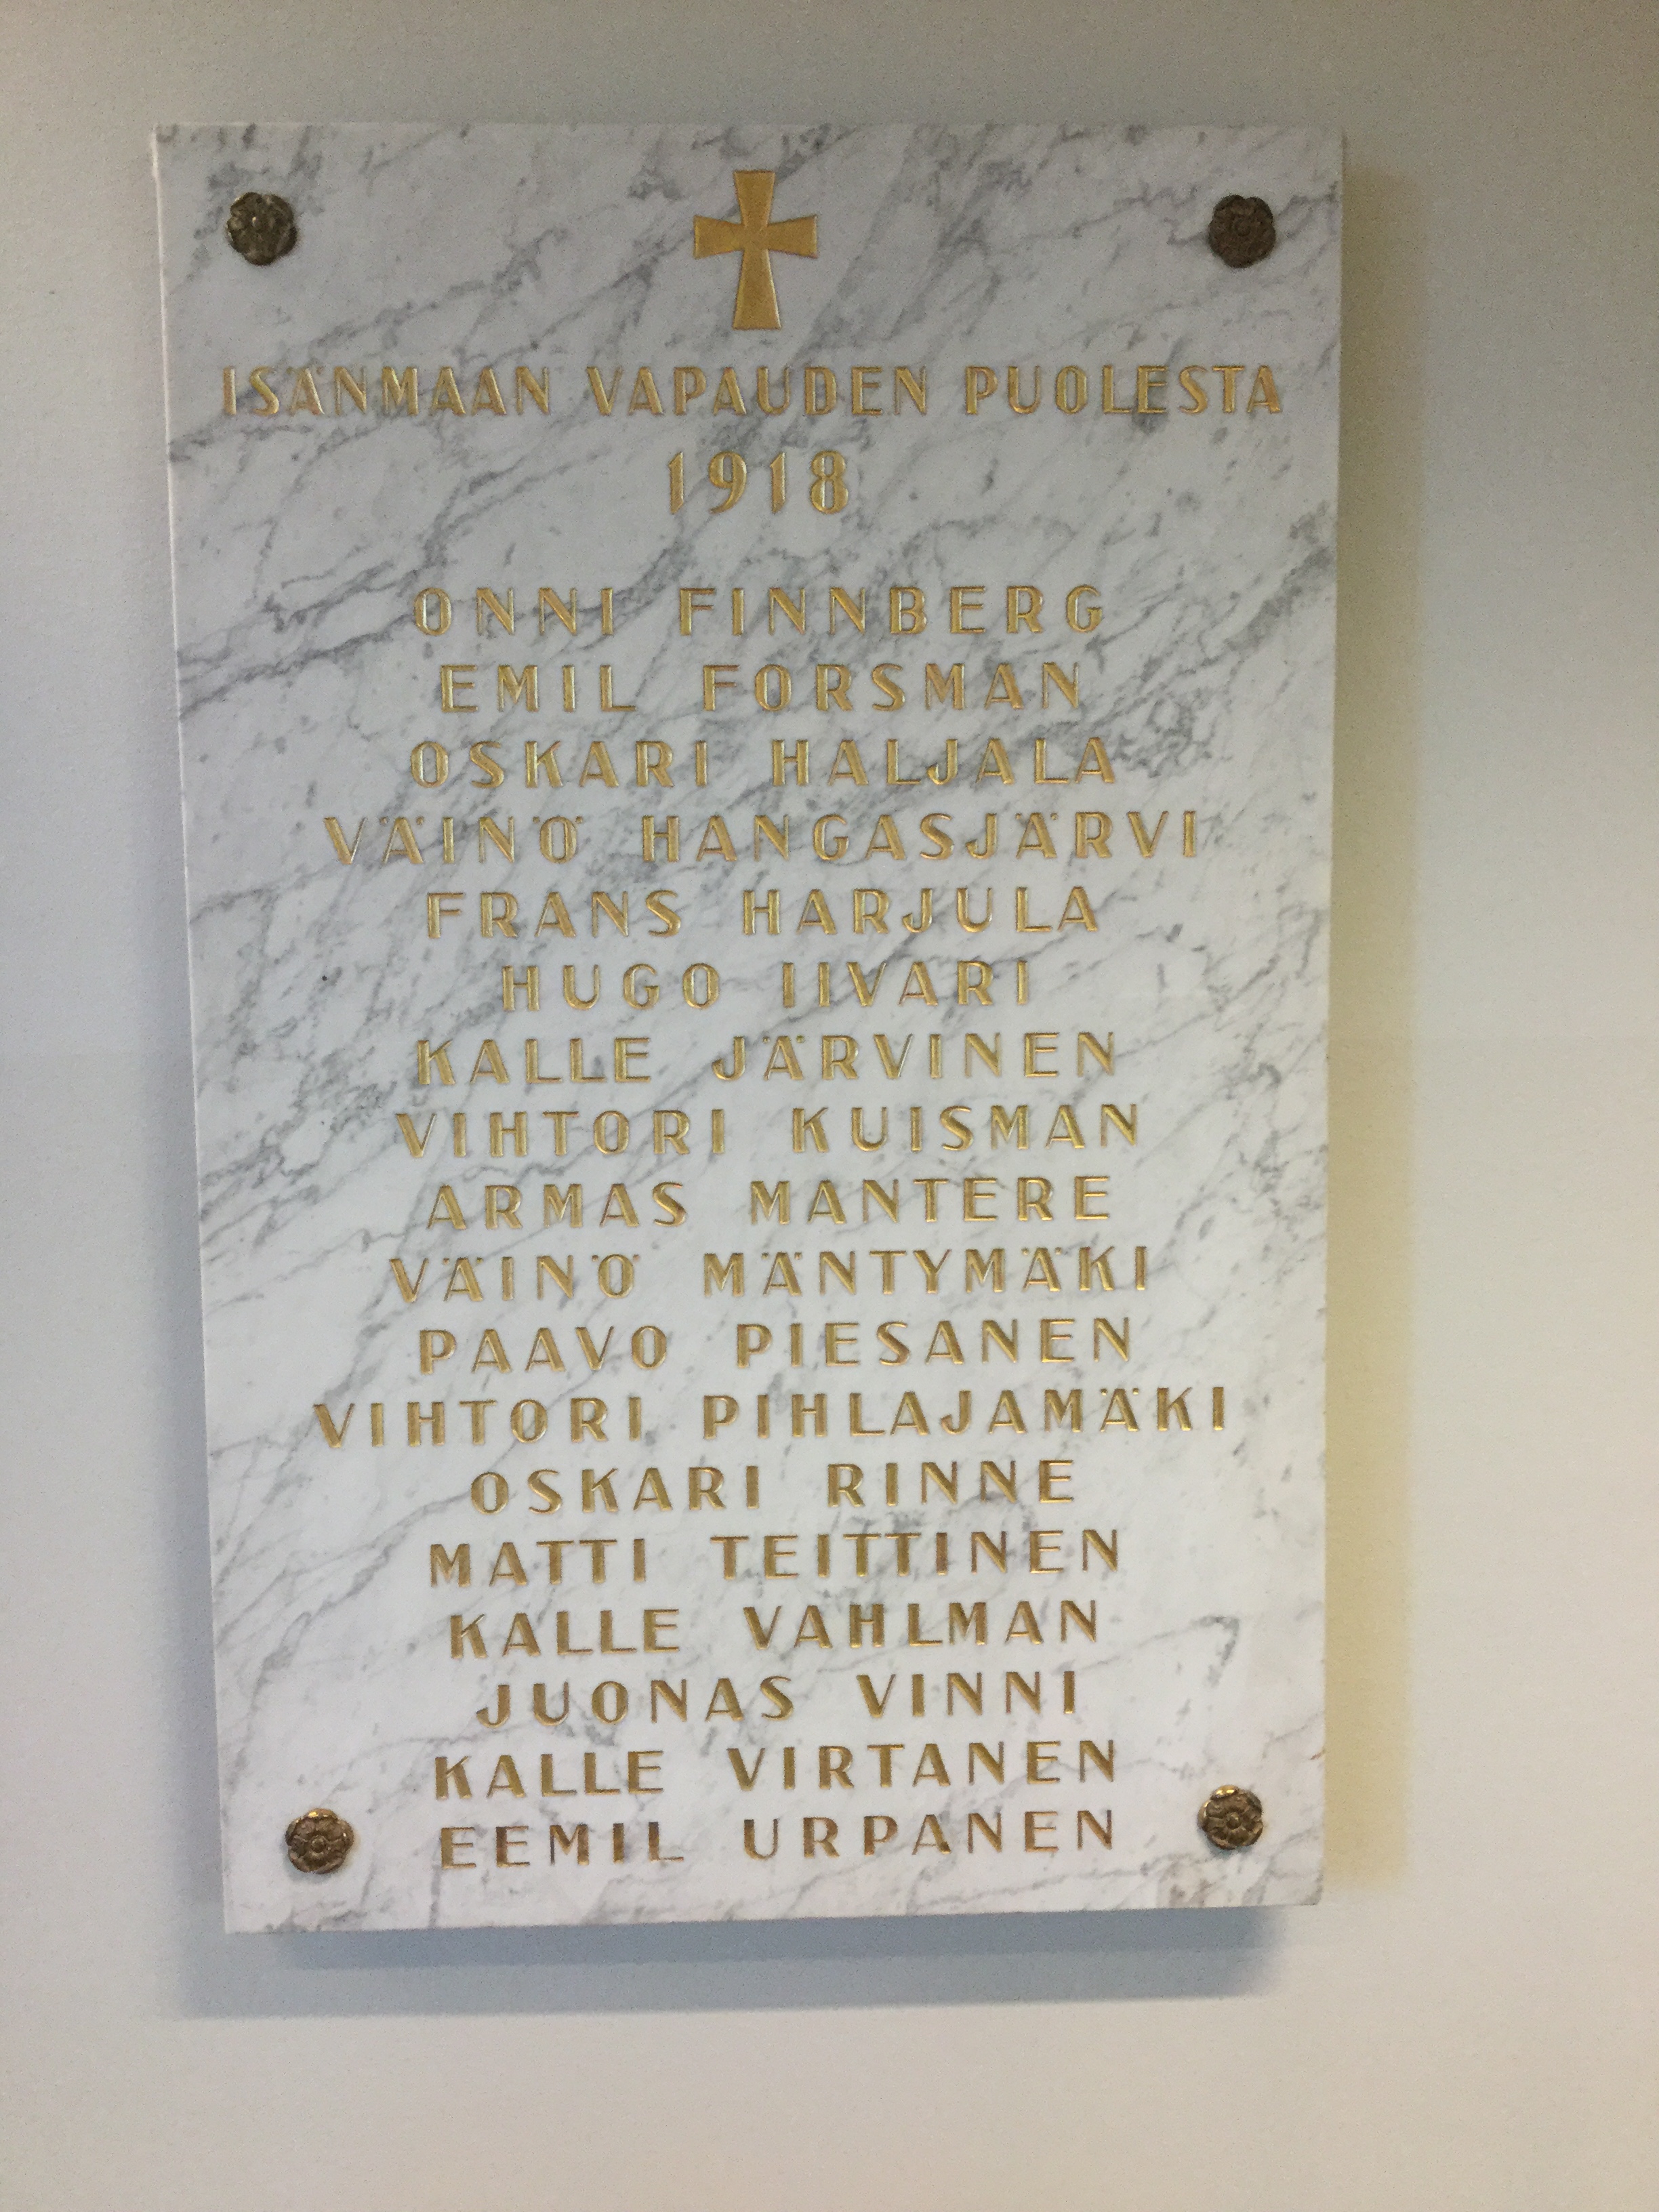 ISÄNMAAN VAPAUDEN PUOLESTA
1918
ONNI FINNBERG
EMIL FORSMAN
OSKARI HALJALA
VÄINÖ HANGASJÄRVI
FRANS HARJULA
HUGO IIVARI
KALLE JÄRVINEN
VIHTORI KUISMAN
ARMAS MANTERE
VÄINÖ MÄNTYMÄKI
PAAVO PIESANEN
VIHTORI PIHLAJAMÄKI
OSKARI RINNE
MATTI TEITTINEN
KALLE VAHLMAN
JUONAS VINNI
KALLE VIRTANEN
EEMIL URPANEN